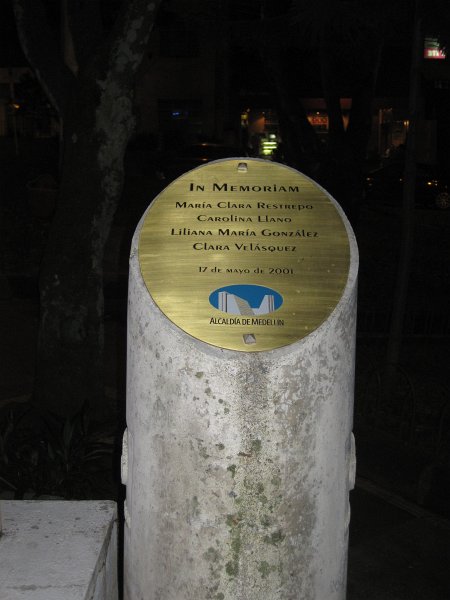 In Memoriam
María Clara Restrepo
Carolina Llano
Liliana María González
Clara Velásquez
17 de mayo de 2001
Alcaldía de Medellín